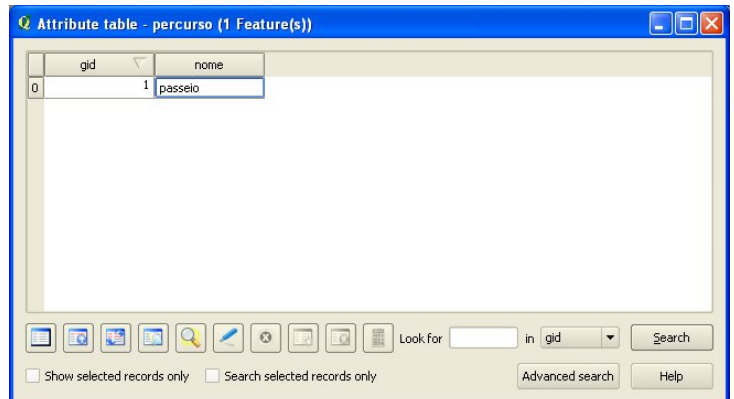 Attribute table - percurso (1 Feature(s))
gid nome
0 1 passeio
Look for in gid Search
Show selected records only Search selected records only Advanced search Help